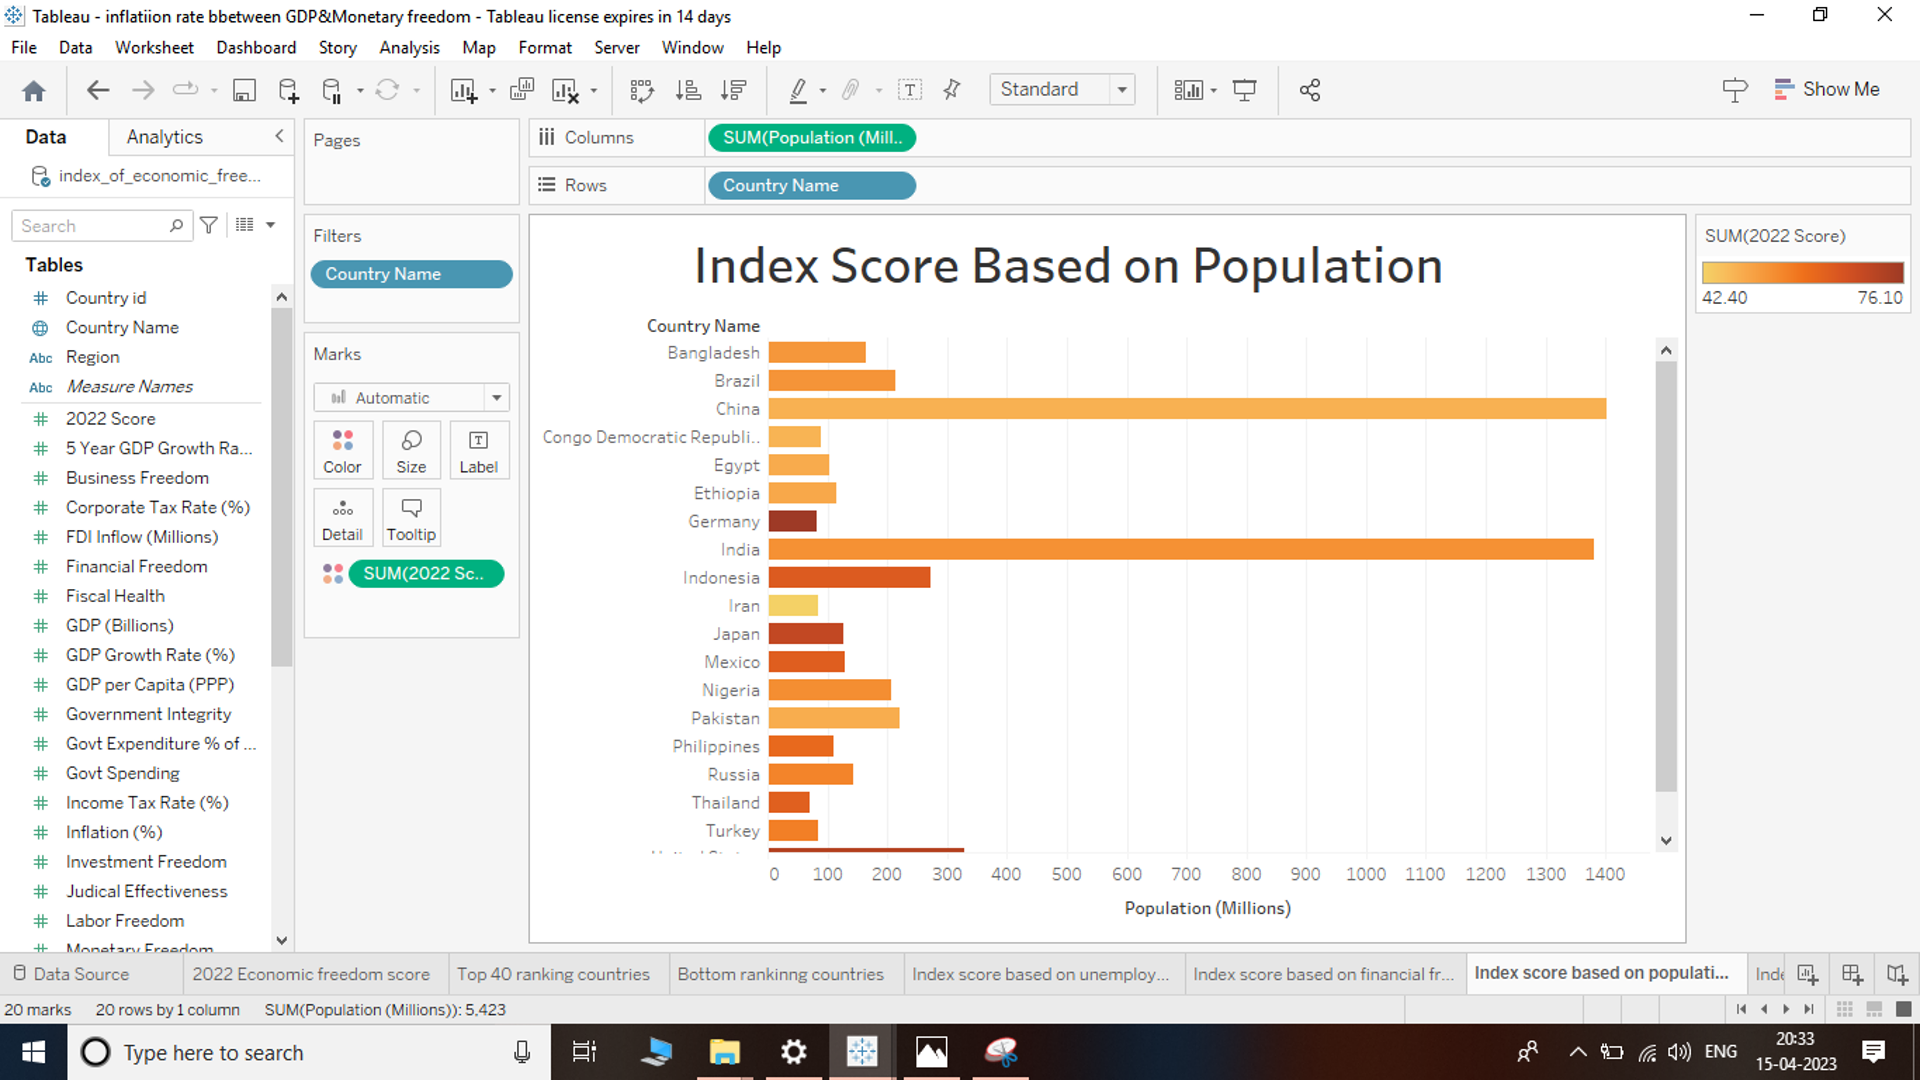 Tableau - inflatiion rate bbetween GDP&Monetary freedom - Tableau license expires in 14 days
File Data Worksheet Dashboard Story Analysis Map Format Server Window Help
Standard
Show Me
Data Analytics
index_of_economic_free...
Search
Tables
Country id
Country Name
Abc Region
Abc Measure Names
2022 Score
5 Year GDP Growth Ra...
Business Freedom
Corporate Tax Rate (%)
FDI Inflow (Millions)
Financial Freedom
Fiscal Health
GDP (Billions)
GDP Growth Rate (%)
GDP per Capita (PPP)
Government Integrity
Govt Expenditure % of ...
Govt Spending
Income Tax Rate (%)
Inflation (%)
Investment Freedom
Judical Effectiveness
Labor Freedom
Monetary Freedom
Pages
Filters
Country Name
Marks
Automatic
Color Size Label
Detail Tooltip
SUM(2022 Sc..
Columns SUM(Population (Mill..
Rows Country Name
Index Score Based on Population
Country Name
Bangladesh
Brazil
China
Congo Democratic Republi..
Egypt
Ethiopia
Germany
India
Indonesia
Iran
Japan
Mexico
Nigeria
Pakistan
Philippines
Russia
Thailand
Turkey
0 100 200 300 400 500 600 700 800 900 1000 1100 1200 1300 1400
Population (Millions)
SUM(2022 Score)
42.40 76.10
Data Source 2022 Economic freedom score Top 40 ranking countries Bottom rankinng countries Index score based on unemploy... Index score based on financial fr... Index score based on populati... Inde
20 marks 20 rows by 1 column SUM(Population (Millions)): 5,423
Type here to search
ENG
20:33
15-04-2023